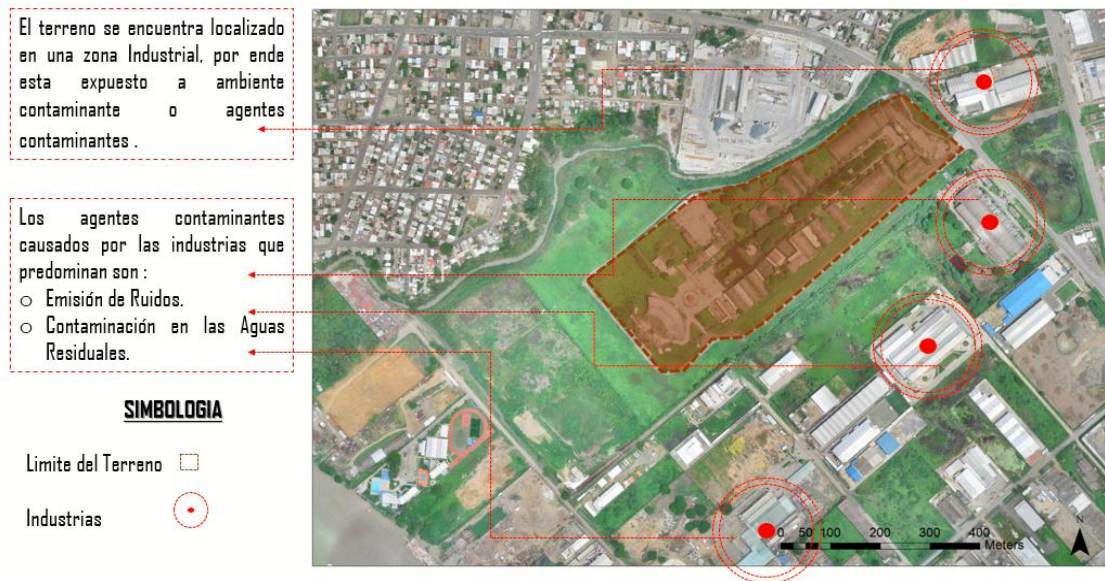 El terreno se encuentra localizado
en una zona Industrial, por ende
esta expuesto a ambiente
contaminante o agentes
contaminantes .
Los agentes contaminantes
causados por las industrias que
predominan son :
o Emisión de Ruidos.
o Contaminación en las Aguas
Residuales.
SIMBOLOGIA
Limite del Terreno
Industrias
0 50 100 200 300 400
Meters
N